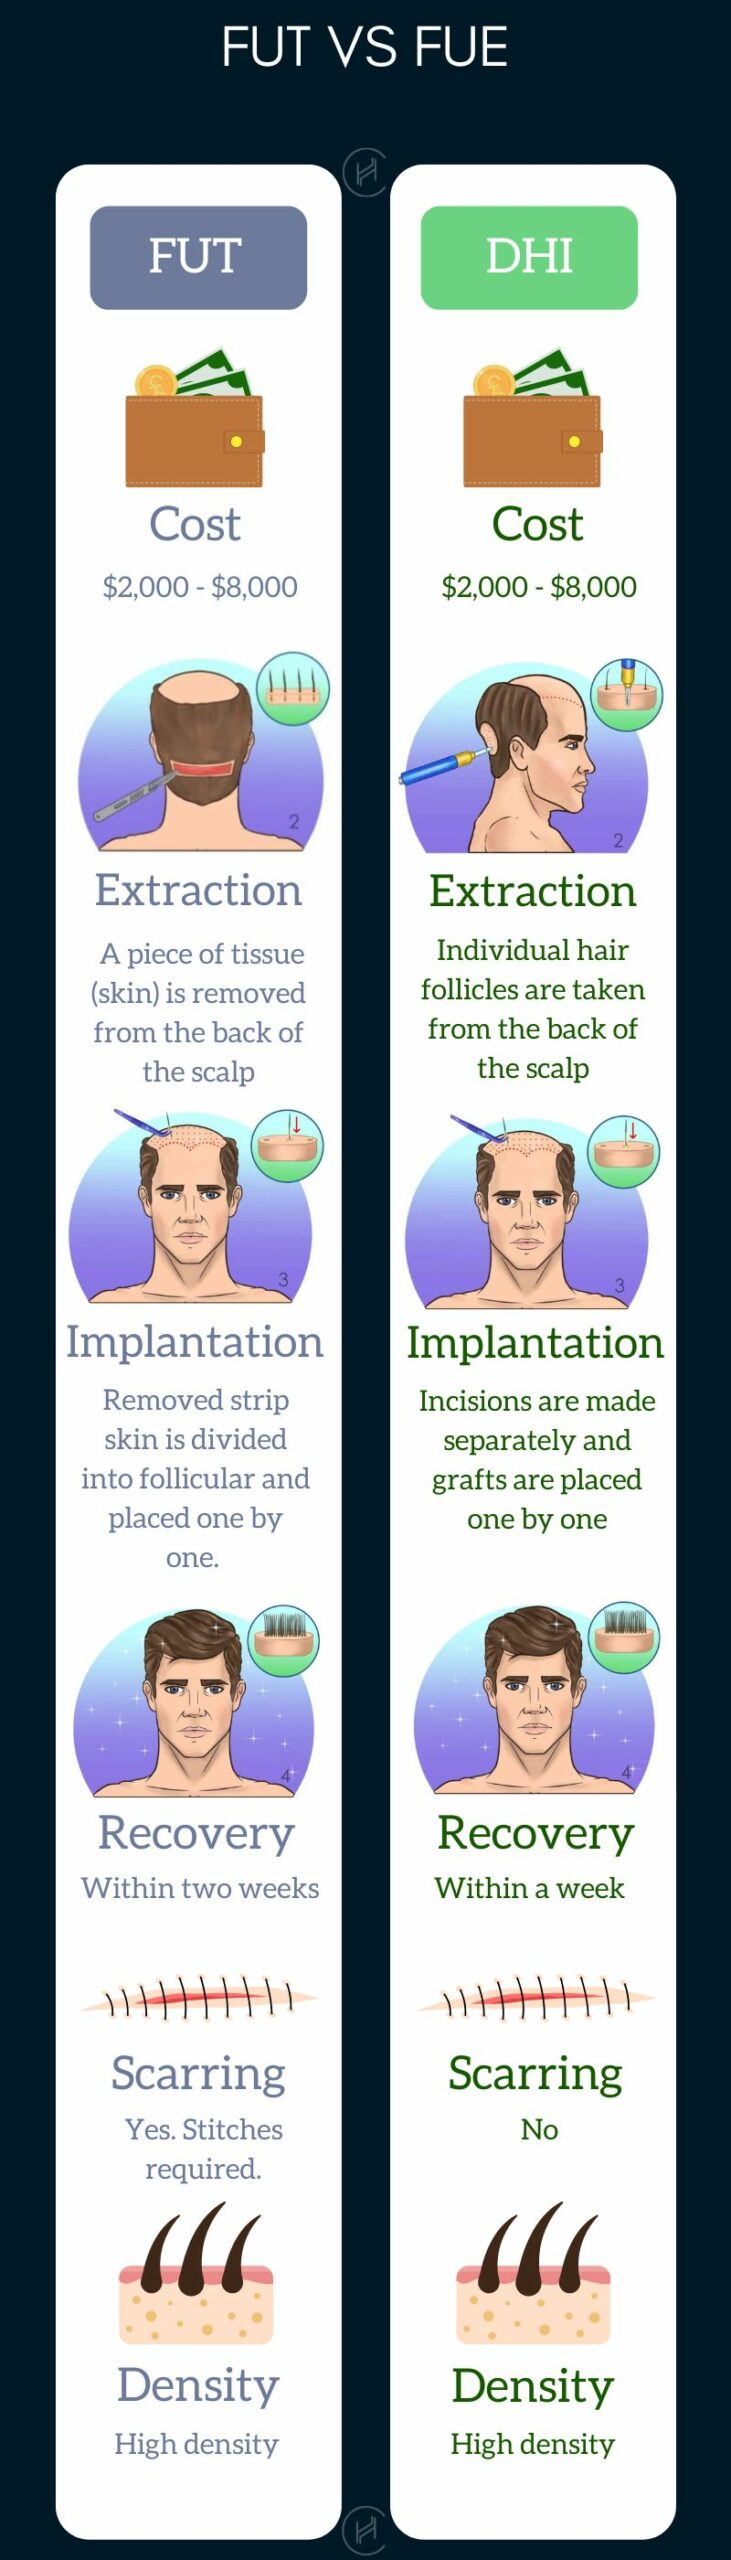 FUT VS FUE
FUT
Cost
$2,000 - $8,000
2
Extraction
A piece of tissue
(skin) is removed
from the back of
the scalp
3
Implantation
Removed strip
skin is divided
into follicular and
placed one by
one.
4
Recovery
Within two weeks
Scarring
Yes. Stitches
required.
Density
High density
DHI
Cost
$2,000 - $8,000
2
Extraction
Individual hair
follicles are taken
from the back of
the scalp
3
Implantation
Incisions are made
separately and
grafts are placed
one by one
4
Recovery
Within a week
Scarring
No
Density
High density